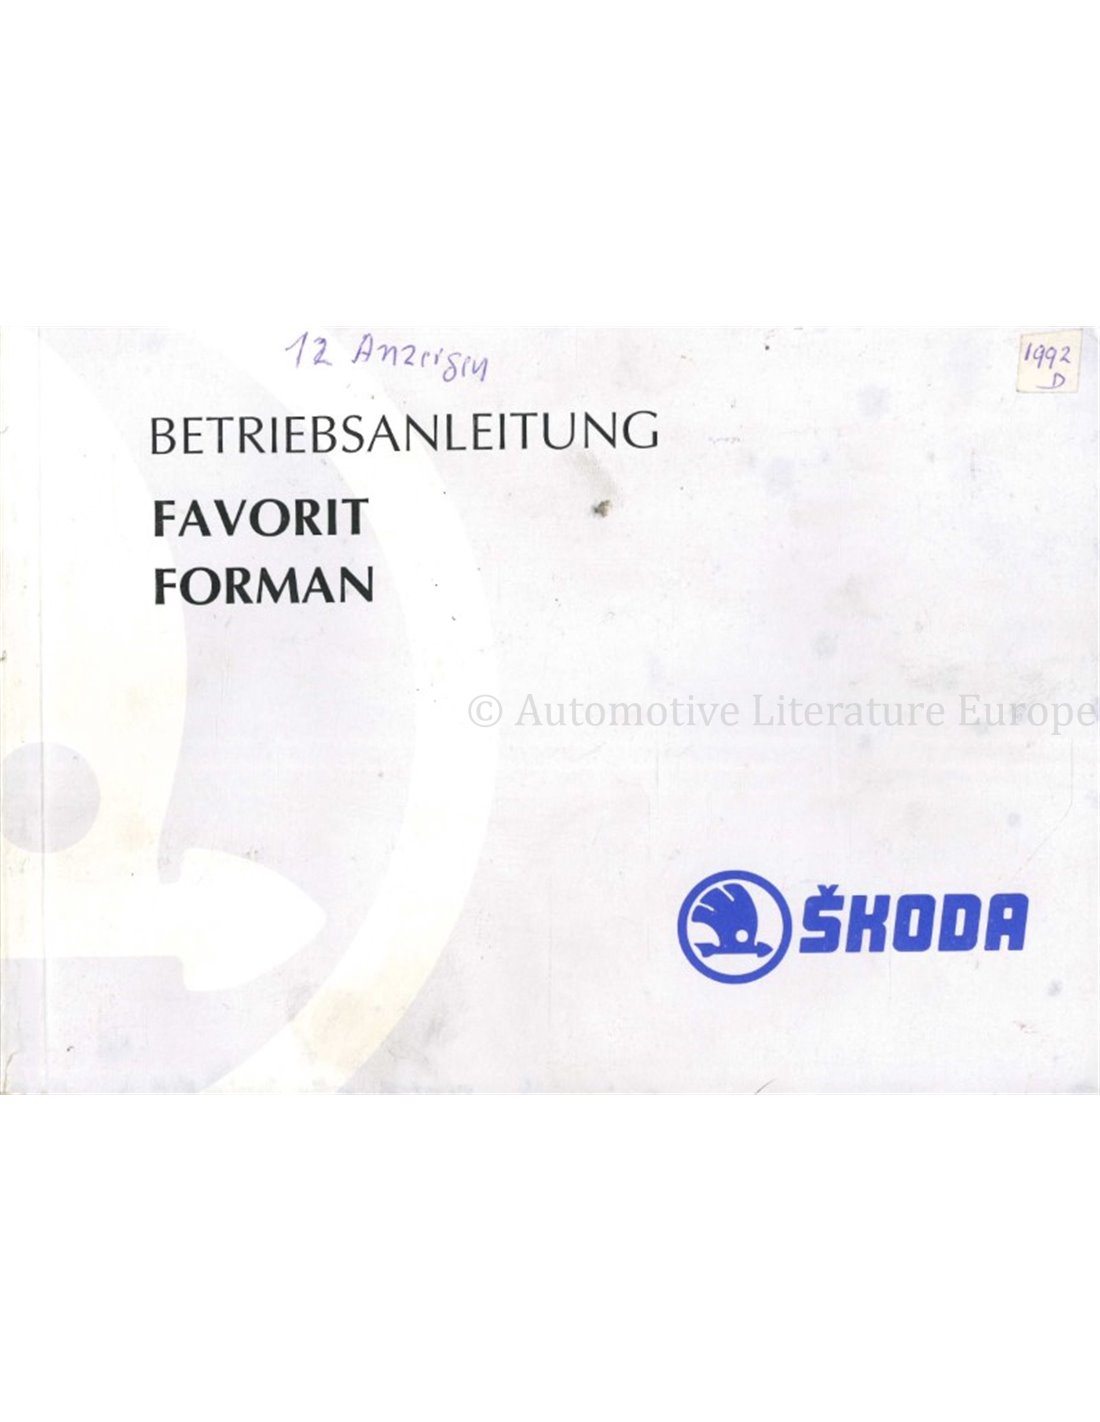 12 Anzeigen
1992
D
BETRIEBSANLEITUNG
FAVORIT
FORMAN
© Automotive Literature Europe
ŠKODA